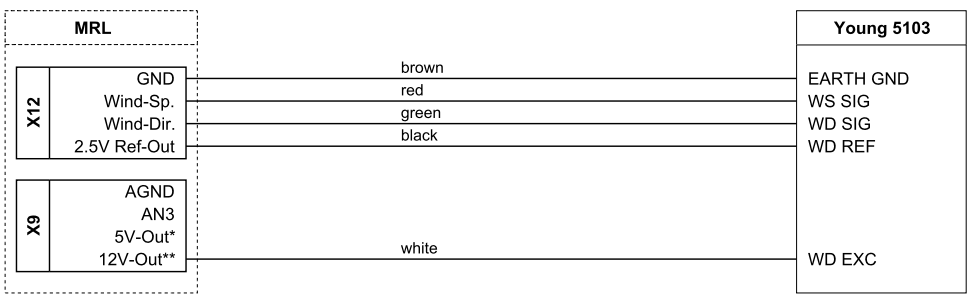 MRL Young 5103
brown
GND EARTH GND
red
Wind-Sp. WS SIG
green
X12
Wind-Dir. WD SIG
black
2.5V Ref-Out WD REF
AGND
AN3
X9
5V-Out*
white
12V-Out** WD EXC